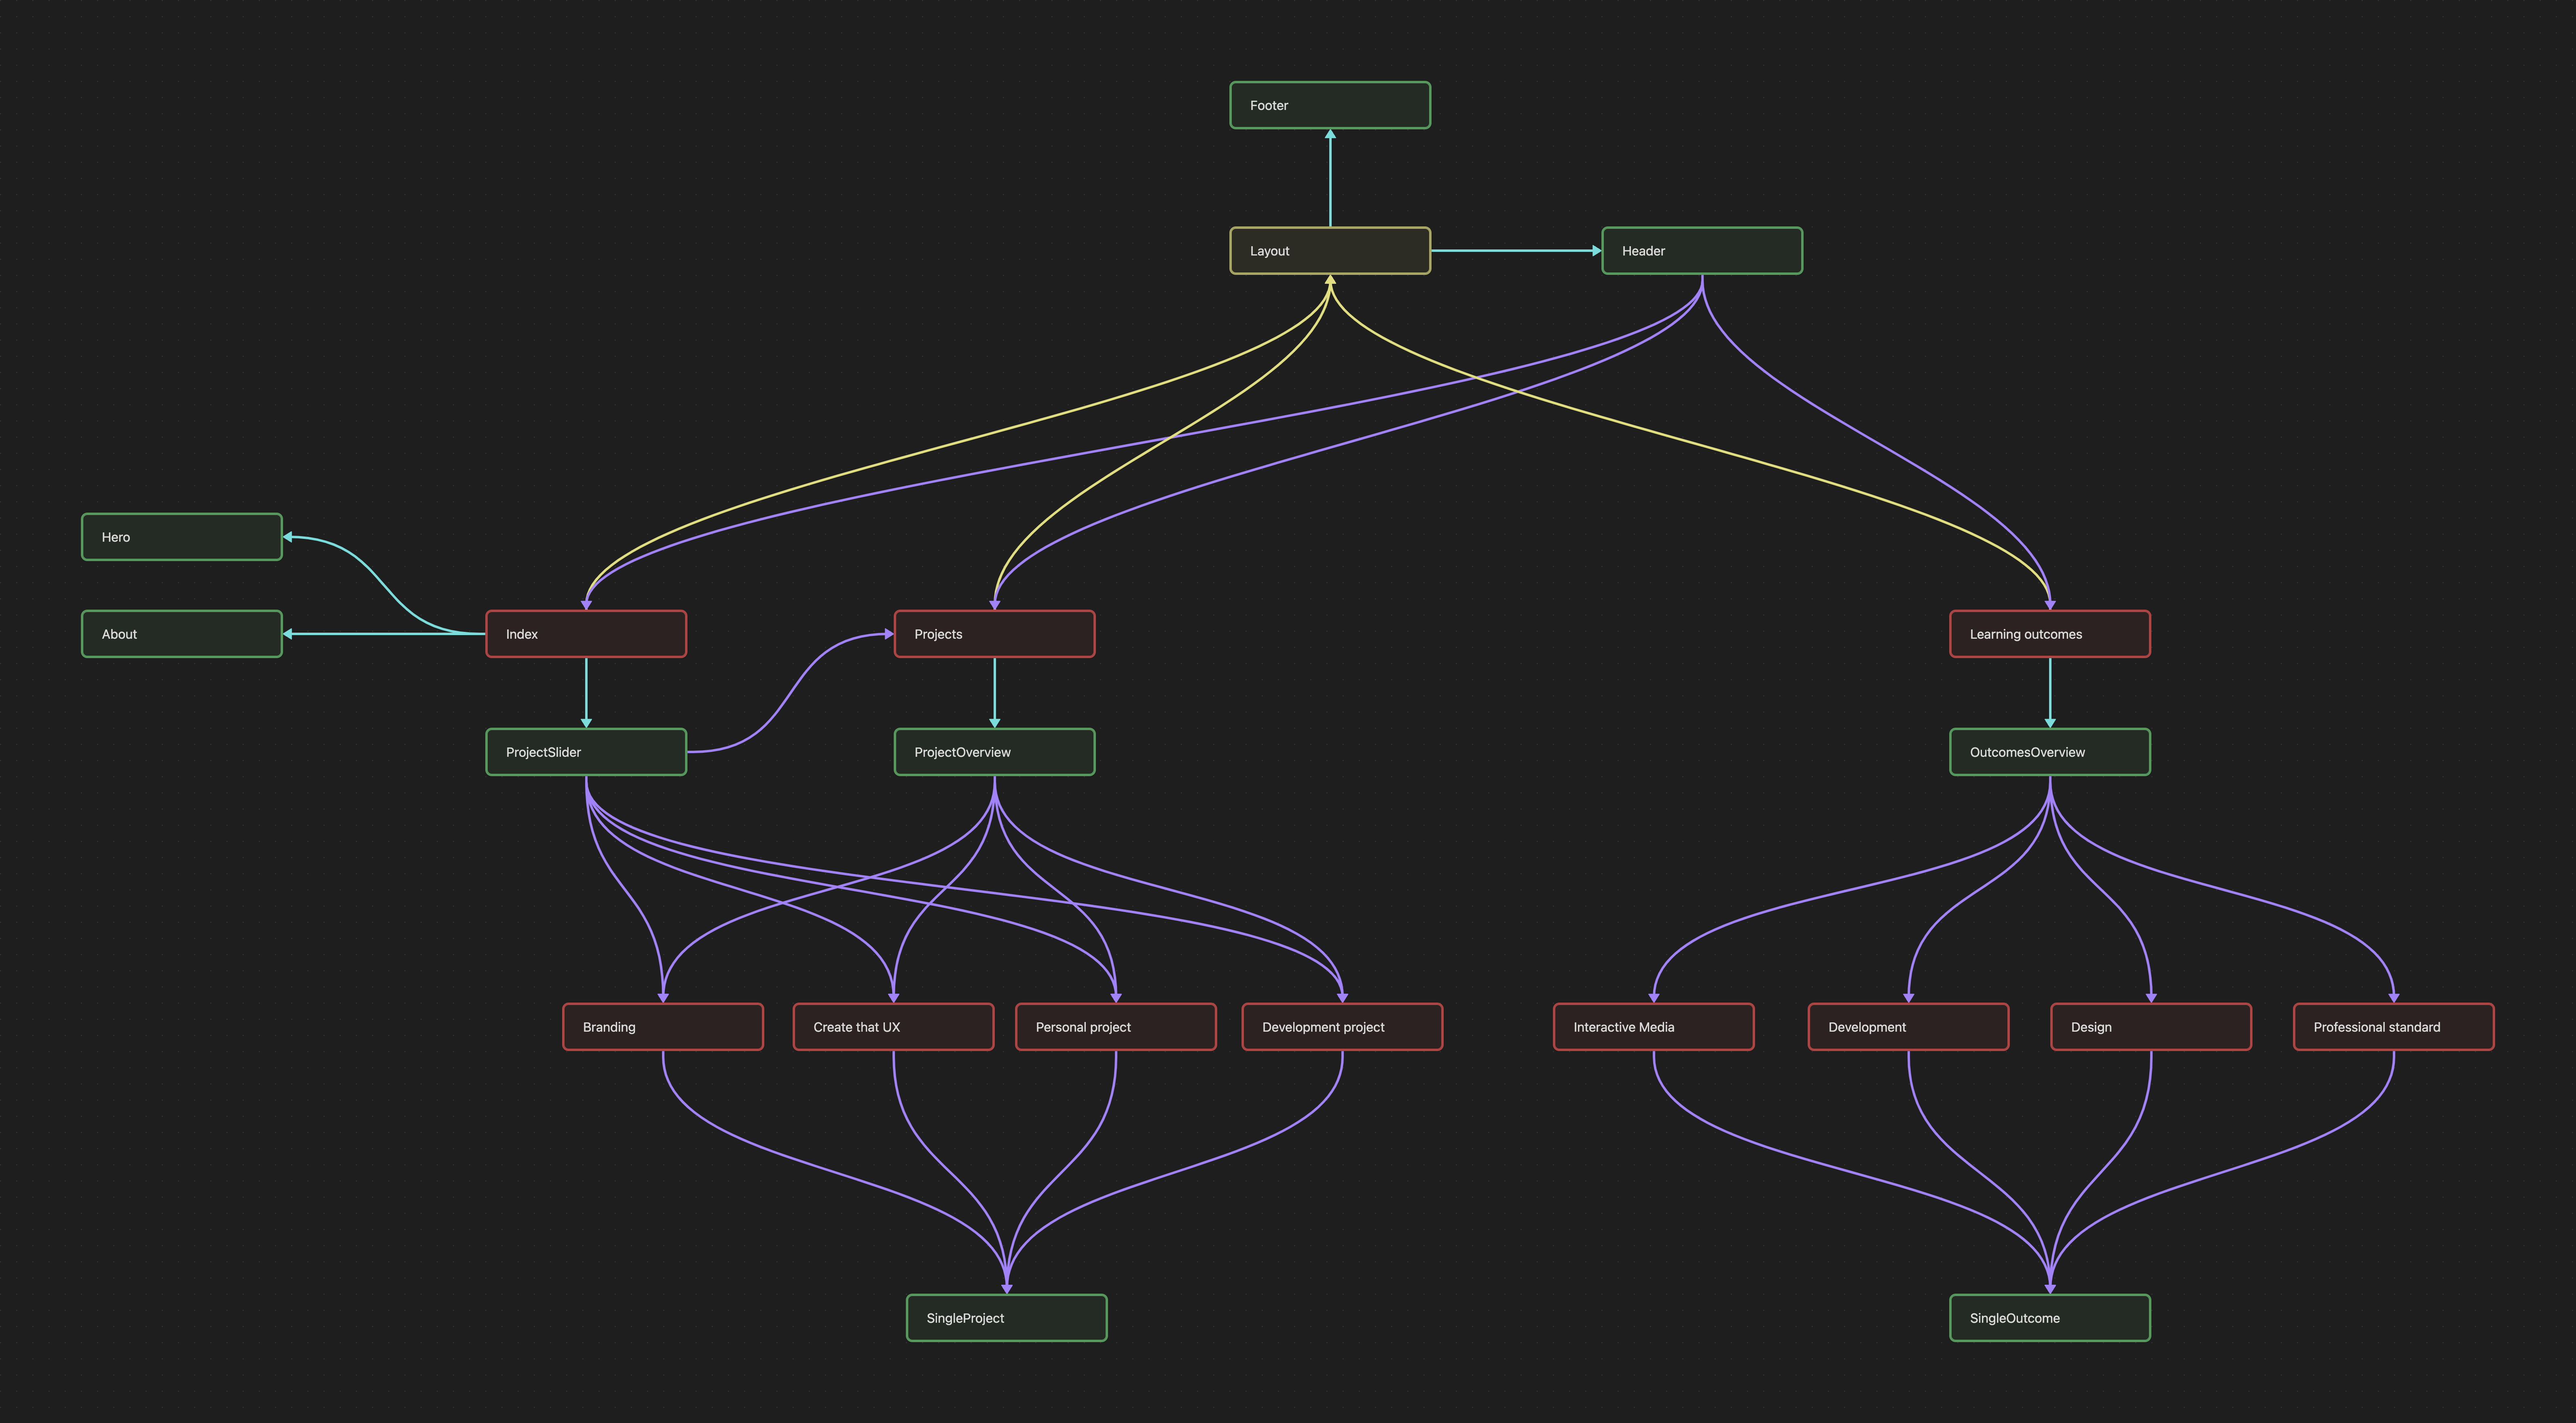 Footer
Layout
Header
Hero
About
Index
Projects
Learning outcomes
ProjectSlider
ProjectOverview
OutcomesOverview
Branding
Create that UX
Personal project
Development project
Interactive Media
Development
Design
Professional standard
SingleProject
SingleOutcome